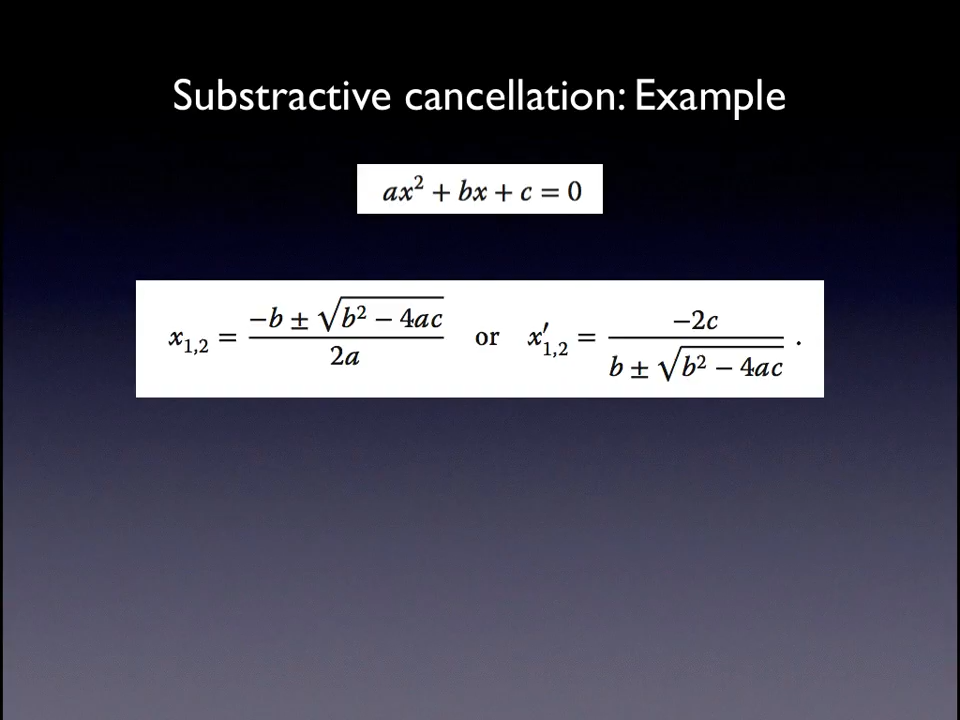 Substractive cancellation: Example
ax² + bx + c = 0
x₁,₂ = (−b ± √(b² − 4ac)) / 2a or x′₁,₂ = −2c / (b ± √(b² − 4ac)) .